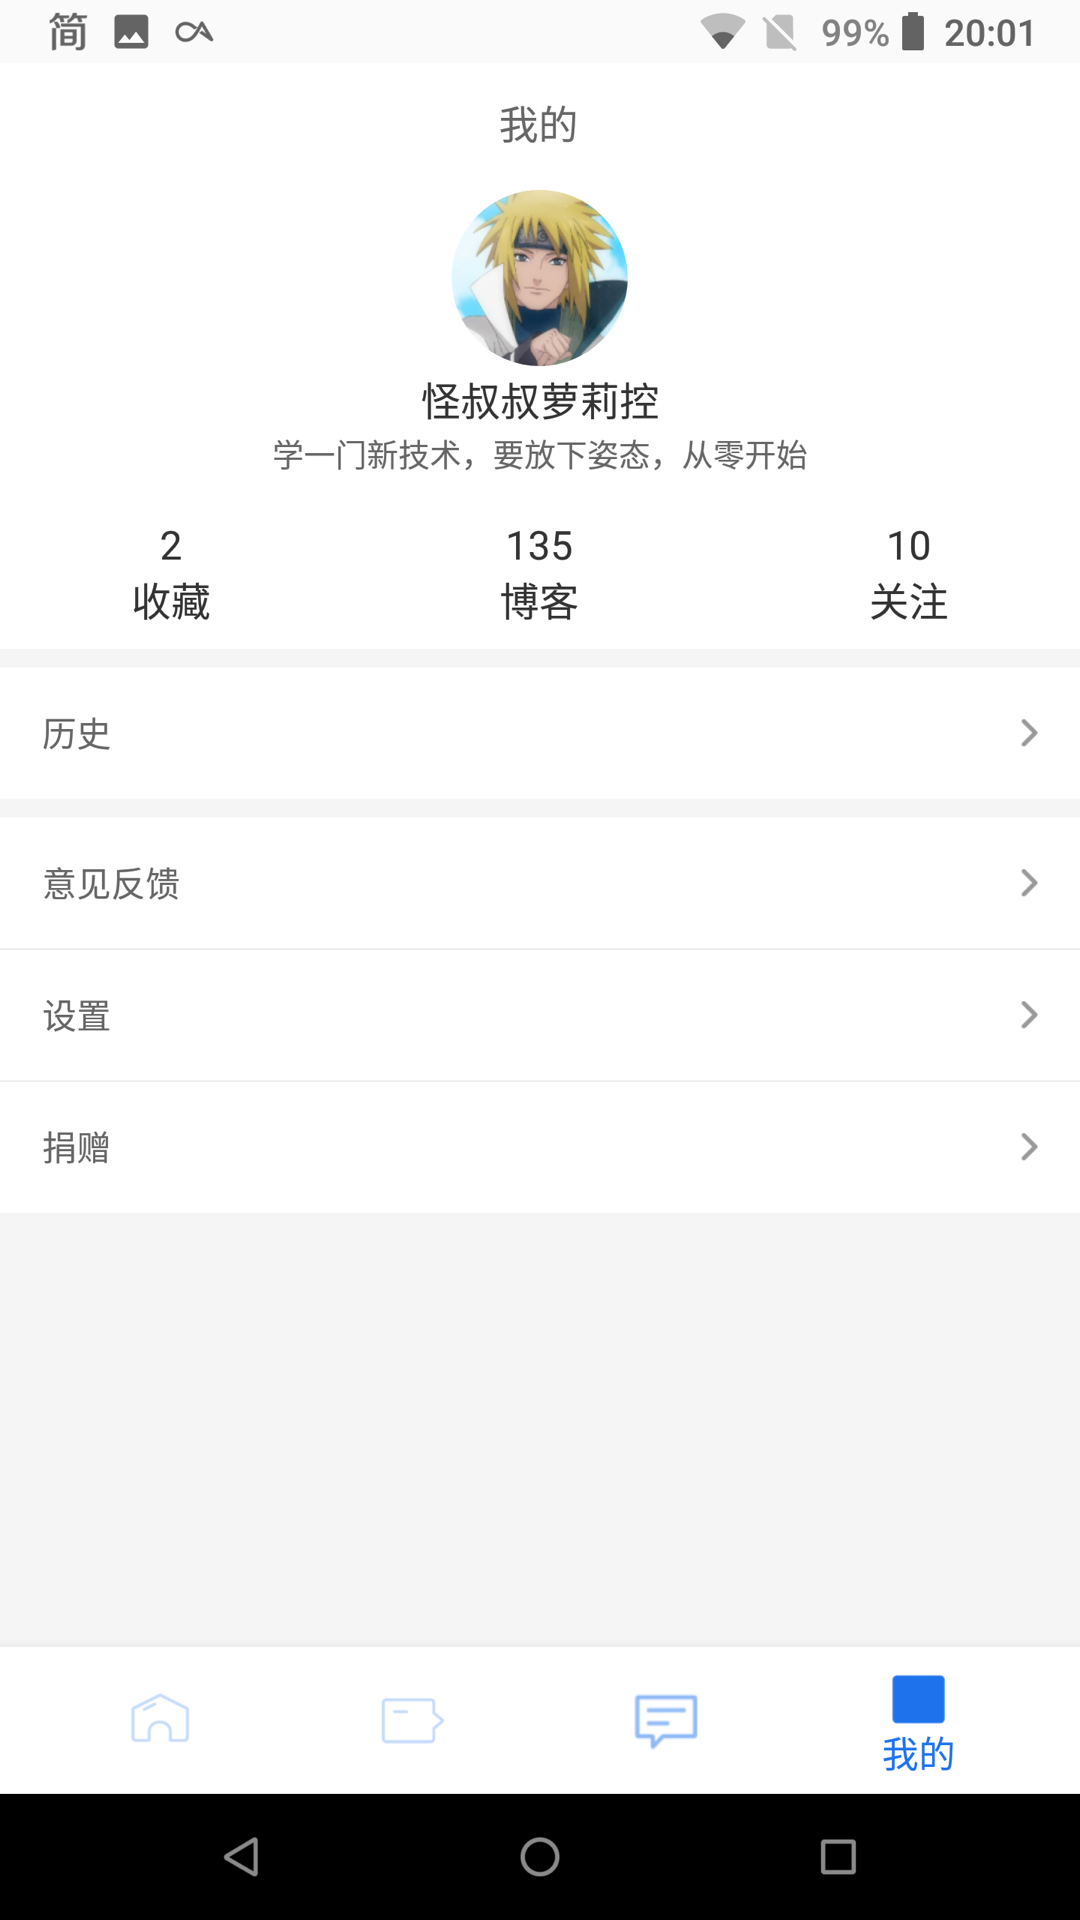 简 99% 20:01
我的
怪叔叔萝莉控
学一门新技术，要放下姿态，从零开始
2 135 10
收藏 博客 关注
历史
意见反馈
设置
捐赠
我的